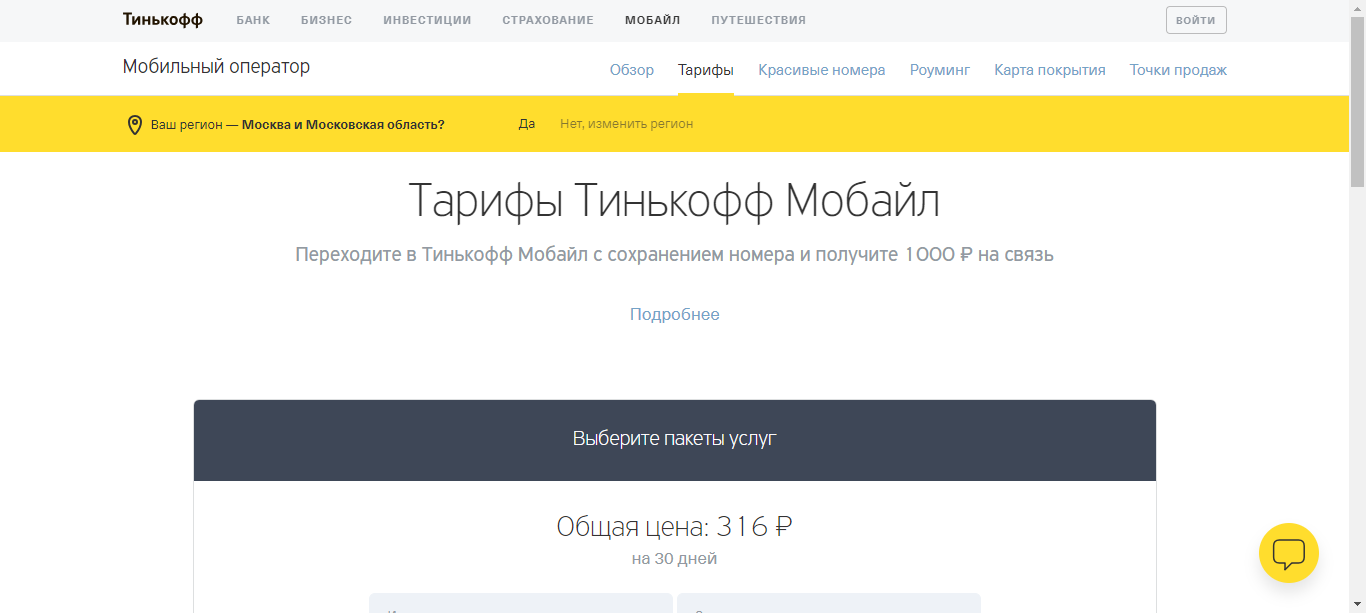 Тинькофф БАНК БИЗНЕС ИНВЕСТИЦИИ СТРАХОВАНИЕ МОБАЙЛ ПУТЕШЕСТВИЯ ВОЙТИ
Мобильный оператор Обзор Тарифы Красивые номера Роуминг Карта покрытия Точки продаж
Ваш регион — Москва и Московская область? Да Нет, изменить регион
Тарифы Тинькофф Мобайл
Переходите в Тинькофф Мобайл с сохранением номера и получите 1000 ₽ на связь
Подробнее
Выберите пакеты услуг
Общая цена: 316 ₽
на 30 дней